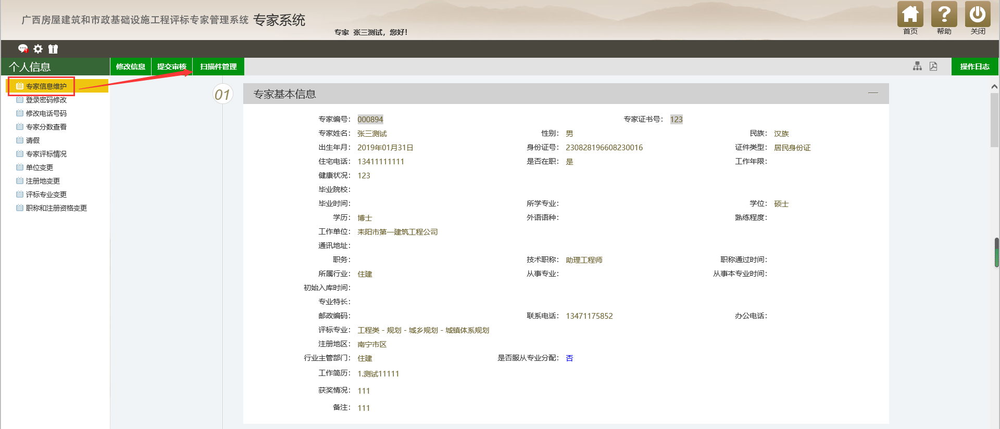 广西房屋建筑和市政基础设施工程评标专家管理系统 专家系统
专家 张三测试，您好！
首页 帮助 关闭
个人信息 修改信息 提交审核 扫描件管理 操作日志
专家信息维护
登录密码修改
修改电话号码
专家分数查看
请假
专家评标情况
单位变更
注册地变更
评标专业变更
职称和注册资格变更
01 专家基本信息
专家编号： 000894 专家证书号： 123
专家姓名： 张三测试 性别： 男 民族： 汉族
出生年月： 2019年01月31日 身份证号： 230828196608230016 证件类型： 居民身份证
住宅电话： 13411111111 是否在职： 是 工作年限：
健康状况： 123
毕业院校：
毕业时间： 所学专业： 学位： 硕士
学历： 博士 外语语种： 熟练程度：
工作单位： 耒阳市第一建筑工程公司
通讯地址：
职务： 技术职称： 助理工程师 职称通过时间：
所属行业： 住建 从事专业： 从事本专业时间：
初始入库时间：
专业特长：
邮政编码： 联系电话： 13471175852 办公电话：
评标专业： 工程类 - 规划 - 城乡规划 - 城镇体系规划
注册地区： 南宁市区
行业主管部门： 住建 是否服从专业分配： 否
工作简历： 1.测试11111
获奖情况： 111
备注： 111